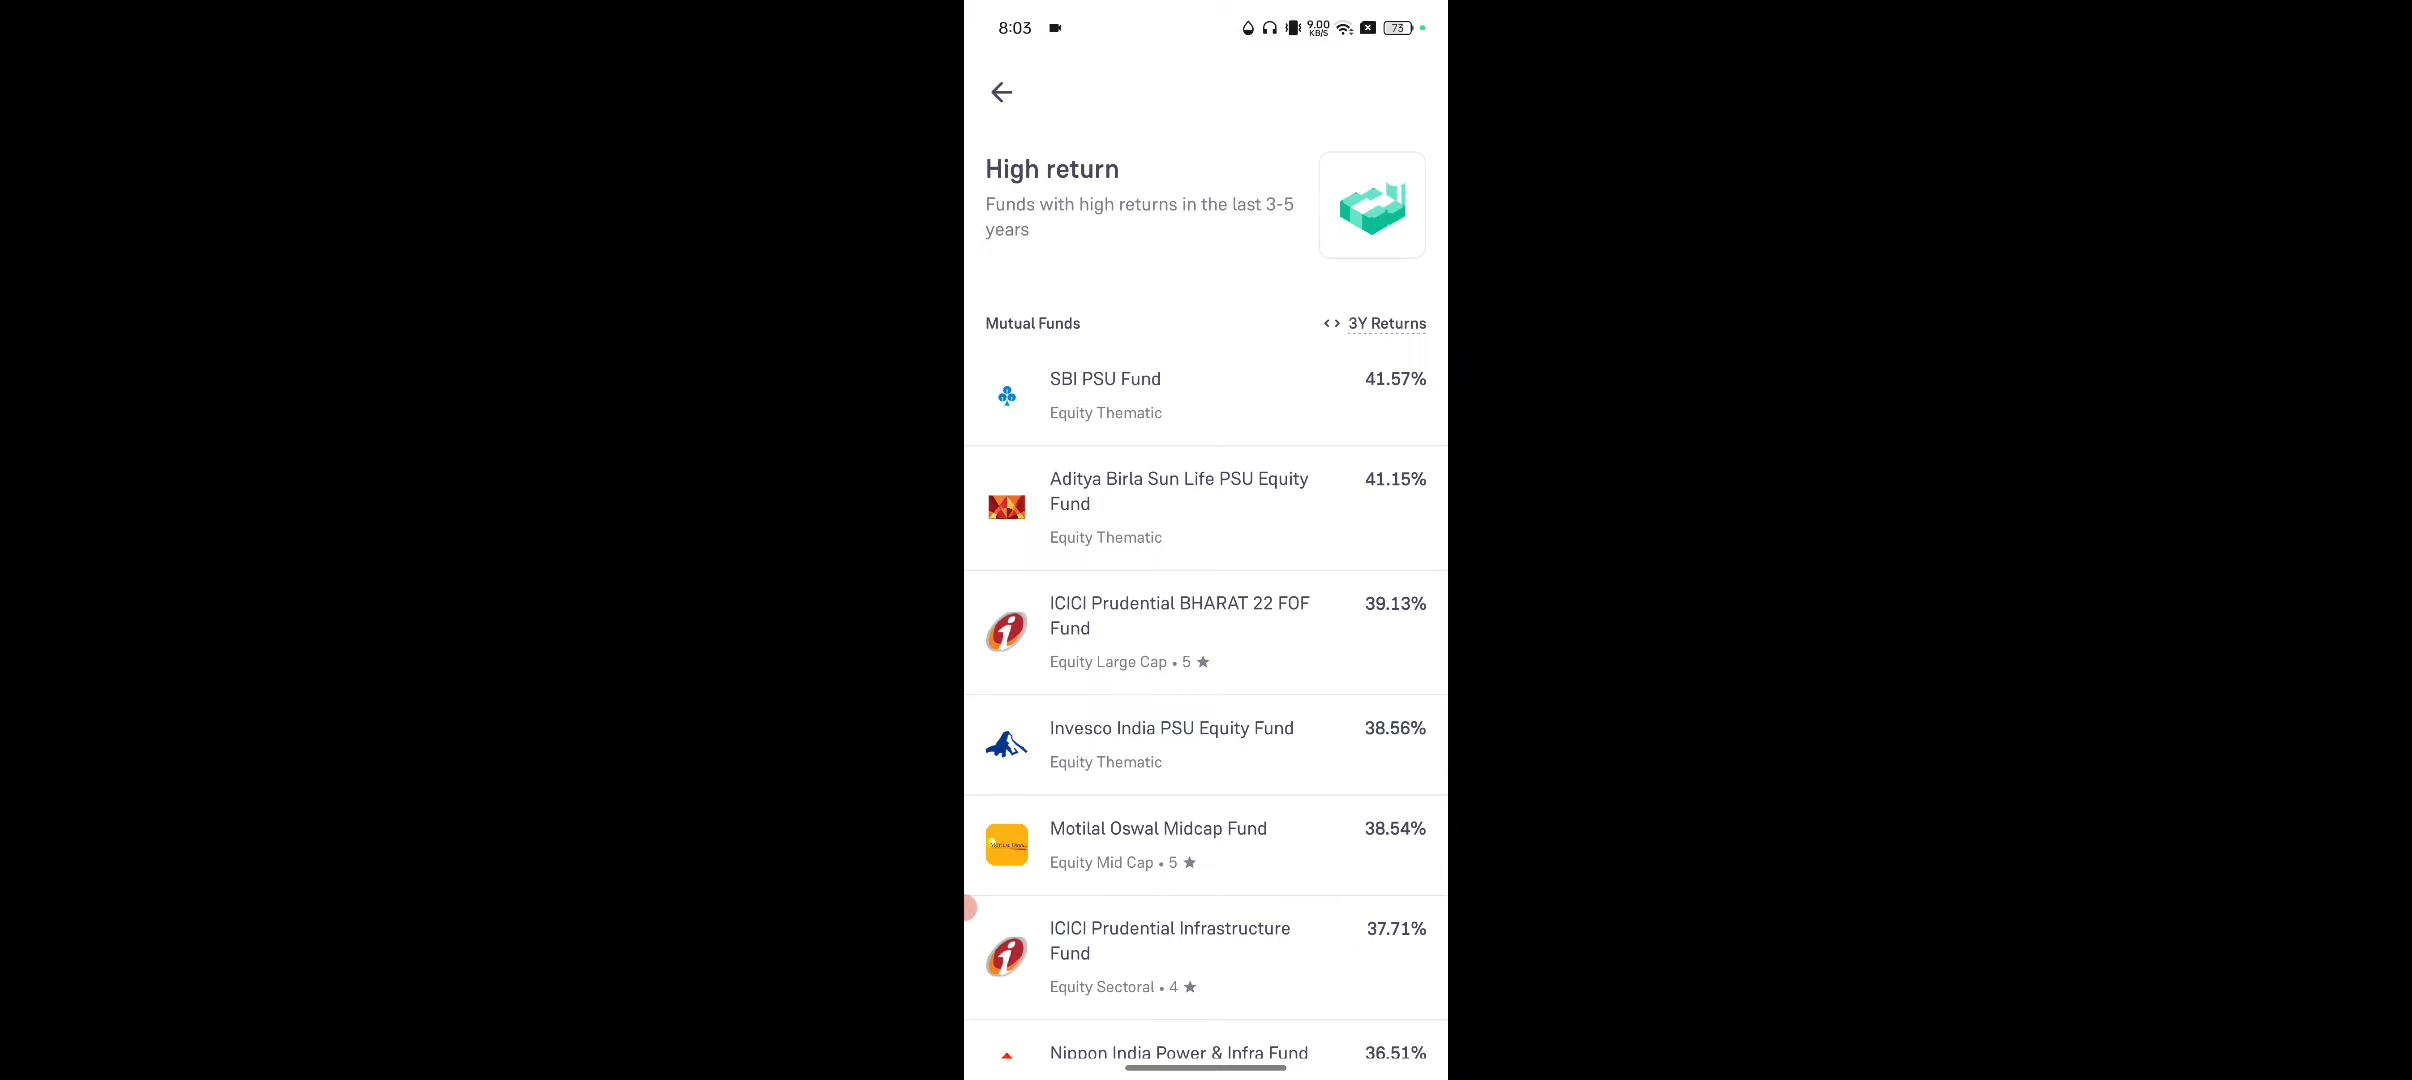 8:03
9.00
KB/S
73
High return
Funds with high returns in the last 3-5
years
Mutual Funds
<> 3Y Returns
SBI PSU Fund
41.57%
Equity Thematic
Aditya Birla Sun Life PSU Equity
Fund
41.15%
Equity Thematic
ICICI Prudential BHARAT 22 FOF
Fund
39.13%
Equity Large Cap • 5 ★
Invesco India PSU Equity Fund
38.56%
Equity Thematic
Motilal Oswal Midcap Fund
38.54%
Equity Mid Cap • 5 ★
ICICI Prudential Infrastructure
Fund
37.71%
Equity Sectoral • 4 ★
Nippon India Power & Infra Fund
36.51%